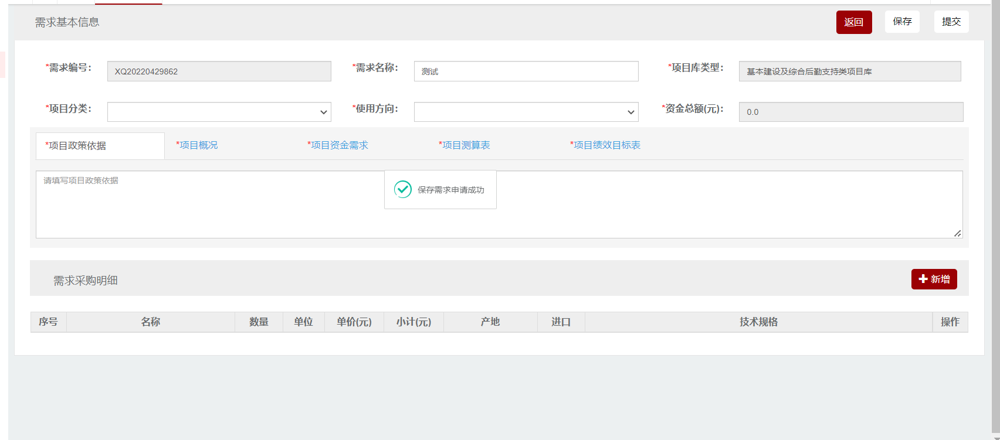 需求基本信息
返回
保存
提交
*需求编号：
XQ20220429862
*需求名称：
测试
*项目库类型：
基本建设及综合后勤支持类项目库
*项目分类：
*使用方向：
*资金总额(元)：
0.0
*项目政策依据
*项目概况
*项目资金需求
*项目测算表
*项目绩效目标表
请填写项目政策依据
保存需求申请成功
需求采购明细
新增
序号
名称
数量
单位
单价(元)
小计(元)
产地
进口
技术规格
操作